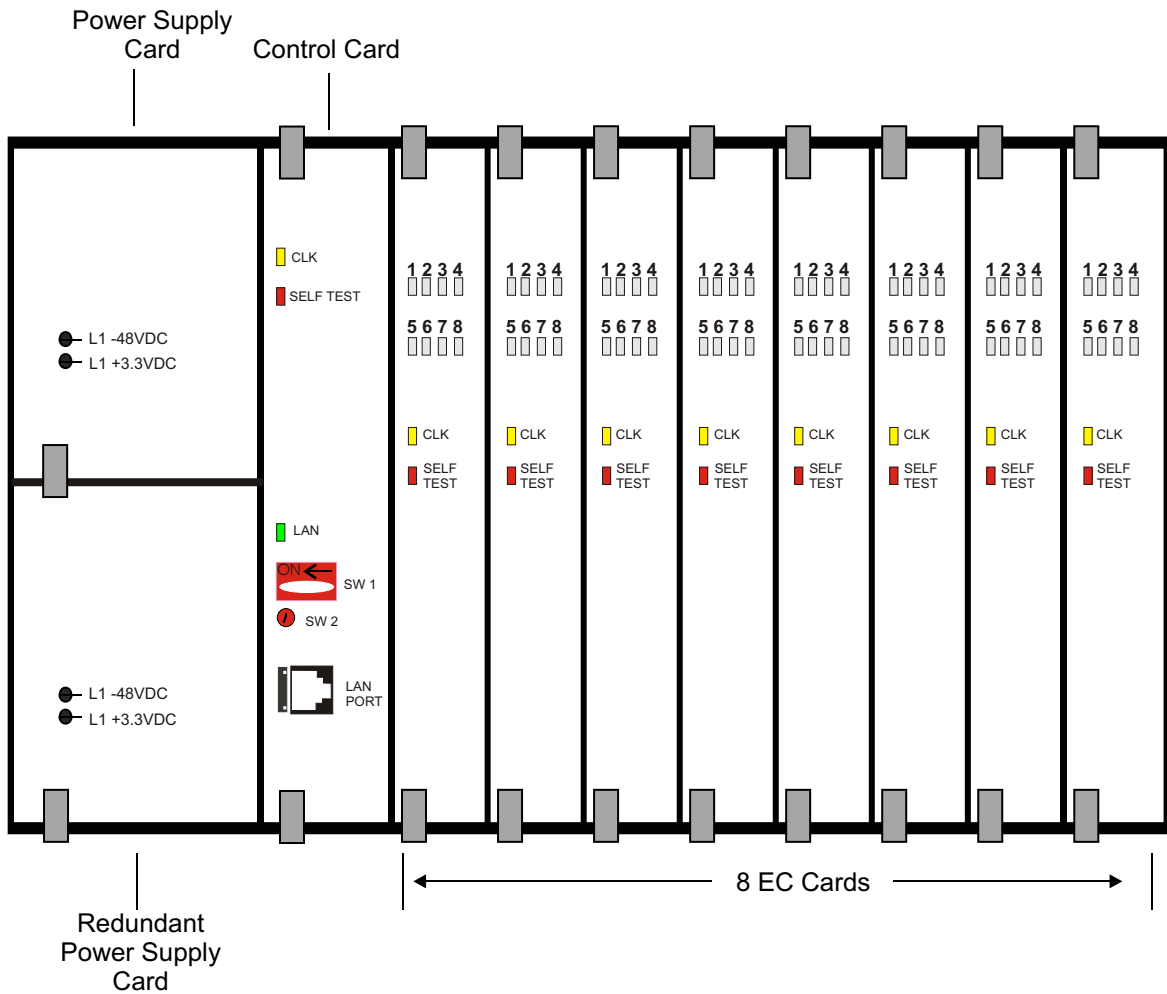 Power Supply
Card
Control Card
CLK
SELF TEST
L1 -48VDC
L1 +3.3VDC
LAN
ON
SW 1
SW 2
LAN
PORT
L1 -48VDC
L1 +3.3VDC
1 2 3 4
5 6 7 8
CLK
SELF
TEST
1 2 3 4
5 6 7 8
CLK
SELF
TEST
1 2 3 4
5 6 7 8
CLK
SELF
TEST
1 2 3 4
5 6 7 8
CLK
SELF
TEST
1 2 3 4
5 6 7 8
CLK
SELF
TEST
1 2 3 4
5 6 7 8
CLK
SELF
TEST
1 2 3 4
5 6 7 8
CLK
SELF
TEST
1 2 3 4
5 6 7 8
CLK
SELF
TEST
8 EC Cards
Redundant
Power Supply
Card